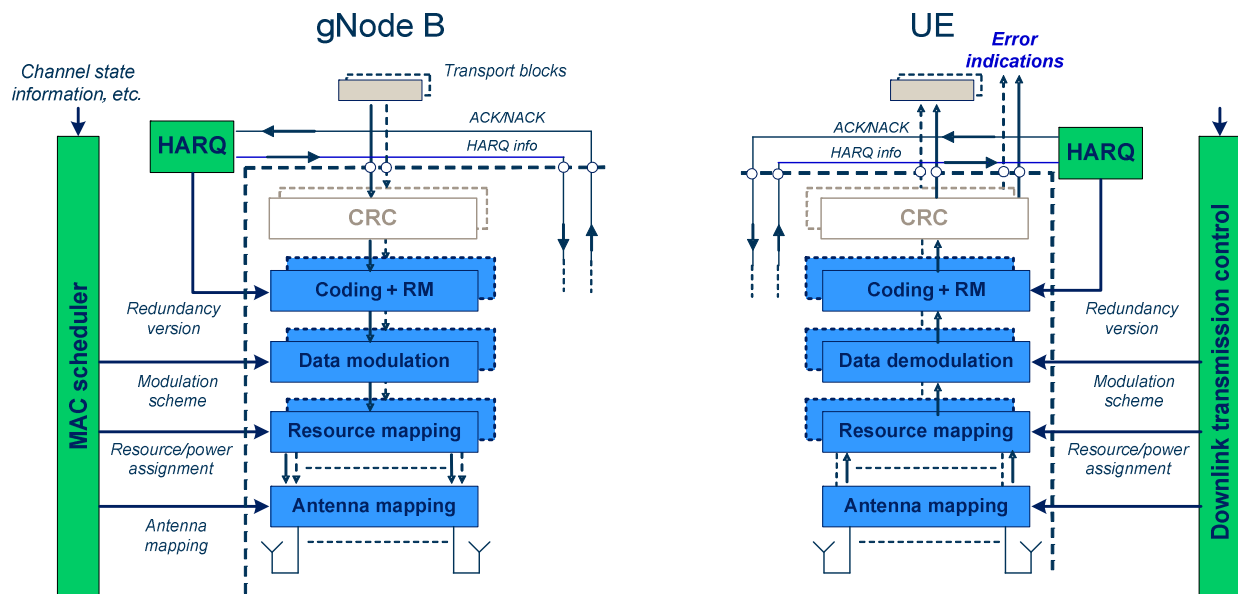 gNode B
UE
Channel state
information, etc.
Transport blocks
Error
indications
HARQ
ACK/NACK
HARQ info
ACK/NACK
HARQ info
HARQ
CRC
CRC
MAC scheduler
Coding + RM
Coding + RM
Downlink transmission control
Redundancy
version
Redundancy
version
Data modulation
Data demodulation
Modulation
scheme
Modulation
scheme
Resource mapping
Resource mapping
Resource/power
assignment
Resource/power
assignment
Antenna mapping
Antenna mapping
Antenna
mapping